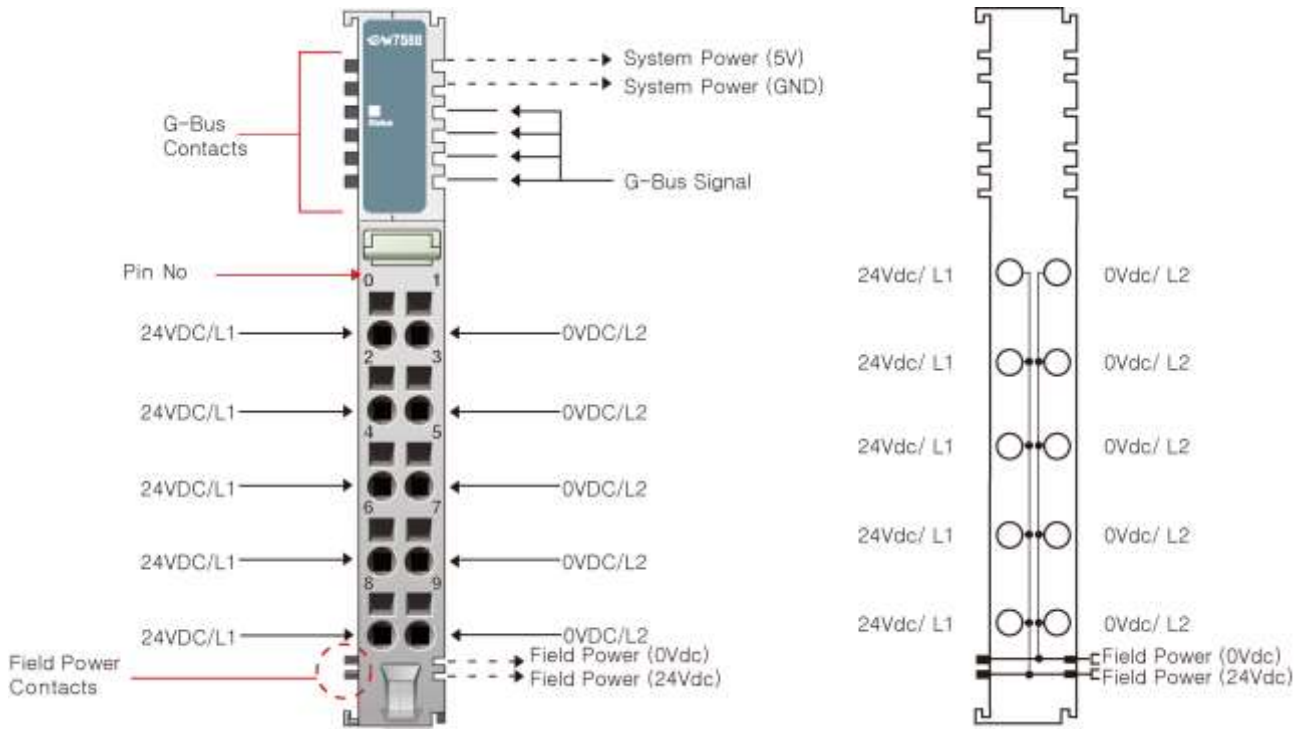 M7588
System Power (5V)
System Power (GND)
Status
G-Bus
Contacts
G-Bus Signal
Pin No
0 1
24VDC/L1 0VDC/L2
2 3
24VDC/L1 0VDC/L2
4 5
24VDC/L1 0VDC/L2
6 7
24VDC/L1 0VDC/L2
8 9
24VDC/L1 0VDC/L2
Field Power
Contacts
Field Power (0Vdc)
Field Power (24Vdc)
24Vdc/ L1 0Vdc/ L2
24Vdc/ L1 0Vdc/ L2
24Vdc/ L1 0Vdc/ L2
24Vdc/ L1 0Vdc/ L2
24Vdc/ L1 0Vdc/ L2
Field Power (0Vdc)
Field Power (24Vdc)